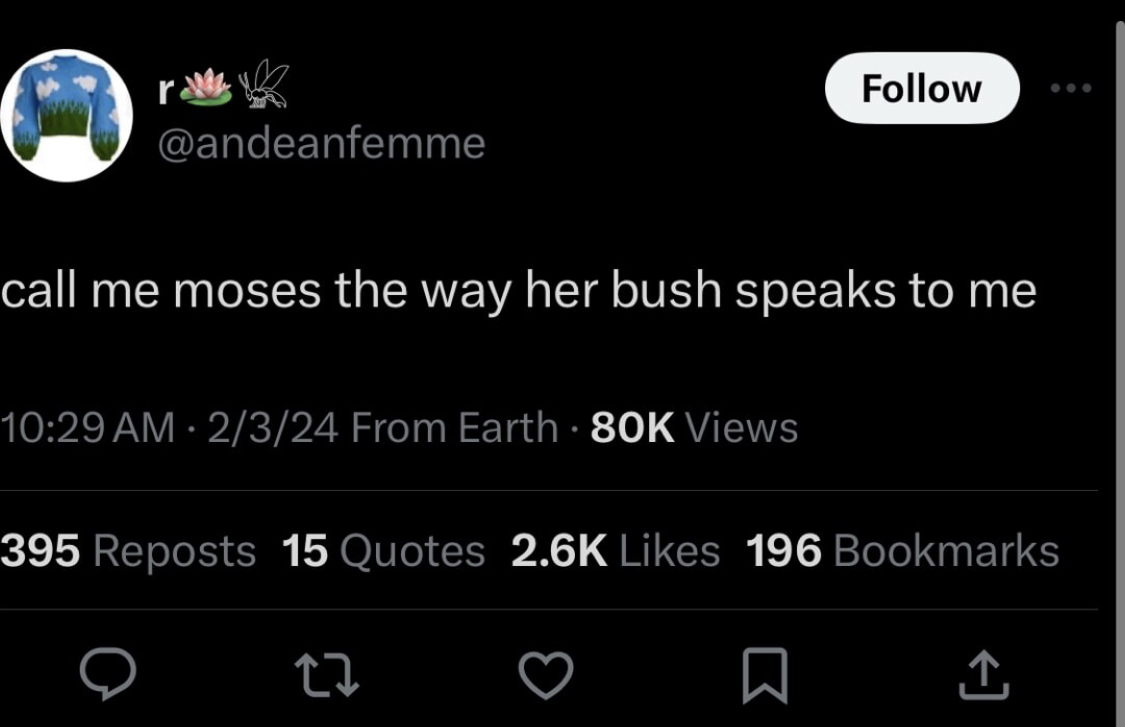 r🪷𓆤
Follow
@andeanfemme
call me moses the way her bush speaks to me
10:29 AM · 2/3/24 From Earth · 80K Views
395 Reposts 15 Quotes 2.6K Likes 196 Bookmarks